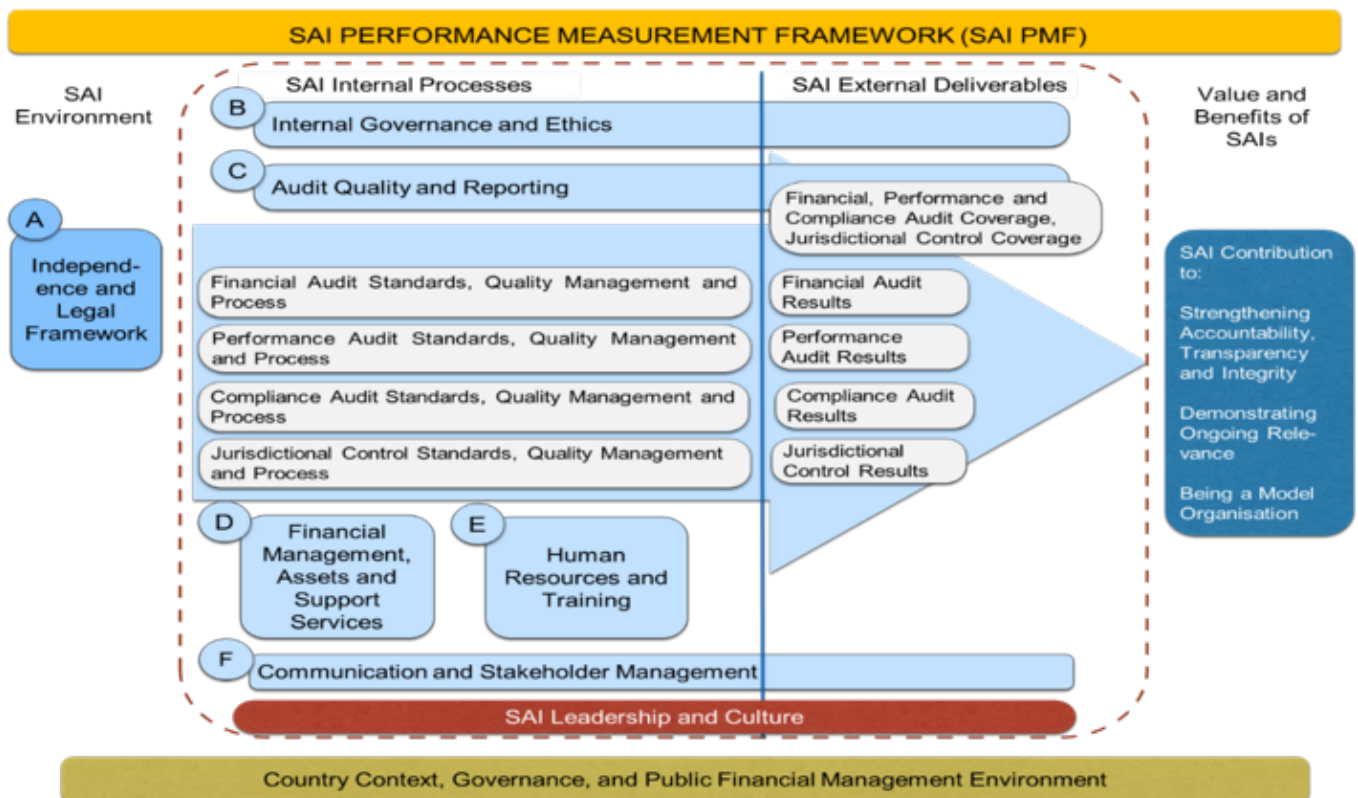 SAI PERFORMANCE MEASUREMENT FRAMEWORK (SAI PMF)
SAI
Environment
SAI Internal Processes
SAI External Deliverables
Value and
Benefits of
SAIs
B
Internal Governance and Ethics
C
Audit Quality and Reporting
Financial, Performance and
Compliance Audit Coverage,
Jurisdictional Control Coverage
A
Independ-
ence and
Legal
Framework
Financial Audit Standards, Quality Management and
Process
Financial Audit
Results
Performance Audit Standards, Quality Management
and Process
Performance
Audit Results
Compliance Audit Standards, Quality Management and
Process
Compliance Audit
Results
Jurisdictional Control Standards, Quality Management
and Process
Jurisdictional
Control Results
SAI Contribution
to:
Strengthening
Accountability,
Transparency
and Integrity
Demonstrating
Ongoing Rele-
vance
Being a Model
Organisation
D
Financial
Management,
Assets and
Support
Services
E
Human
Resources and
Training
F
Communication and Stakeholder Management
SAI Leadership and Culture
Country Context, Governance, and Public Financial Management Environment